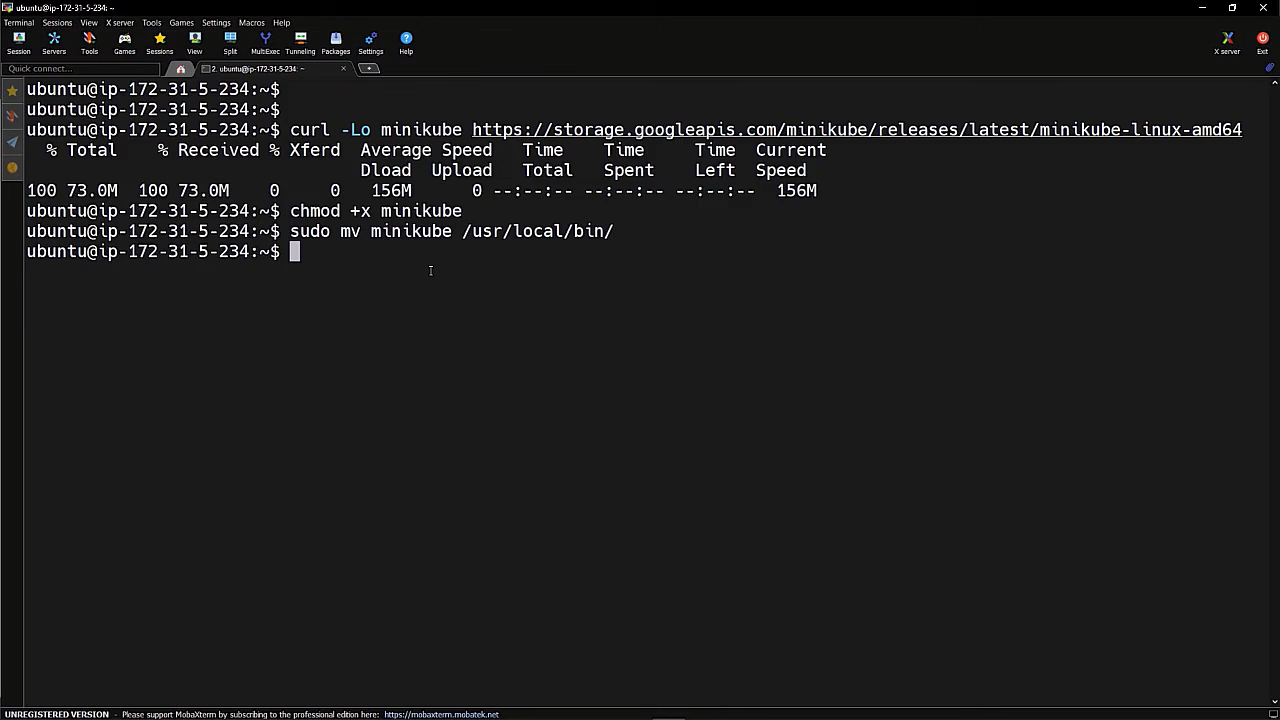 ubuntu@ip-172-31-5-234: ~
Terminal Sessions View X server Tools Games Settings Macros Help
Session Servers Tools Games Sessions View Split MultiExec Tunneling Packages Settings Help X server Exit
Quick connect... 2. ubuntu@ip-172-31-5-234: ~
ubuntu@ip-172-31-5-234:~$
ubuntu@ip-172-31-5-234:~$
ubuntu@ip-172-31-5-234:~$ curl -Lo minikube https://storage.googleapis.com/minikube/releases/latest/minikube-linux-amd64
% Total % Received % Xferd Average Speed Time Time Time Current
Dload Upload Total Spent Left Speed
100 73.0M 100 73.0M 0 0 156M 0 --:--:-- --:--:-- --:--:-- 156M
ubuntu@ip-172-31-5-234:~$ chmod +x minikube
ubuntu@ip-172-31-5-234:~$ sudo mv minikube /usr/local/bin/
ubuntu@ip-172-31-5-234:~$
UNREGISTERED VERSION - Please support MobaXterm by subscribing to the professional edition here: https://mobaxterm.mobatek.net